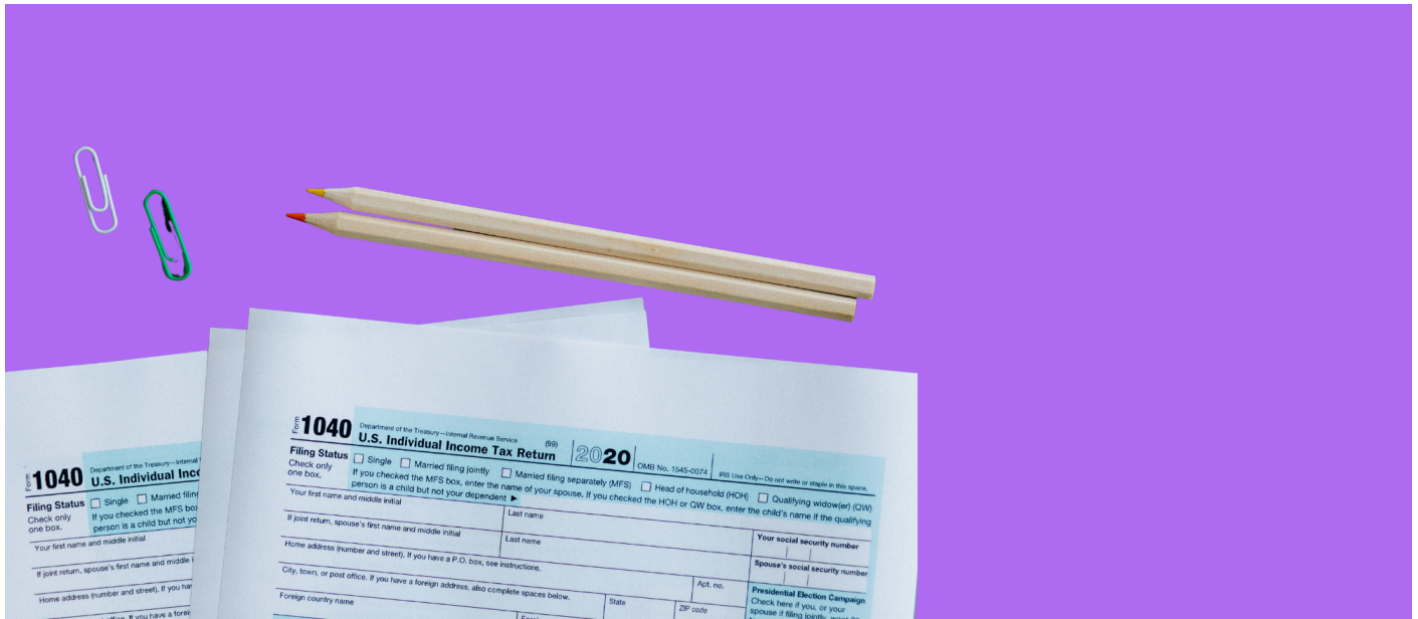 Form 1040 Department of the Treasury—Internal Revenue Service (99)
U.S. Individual Income Tax Return 2020 OMB No. 1545-0074 IRS Use Only—Do not write or staple in this space.
Filing Status Single Married filing jointly Married filing separately (MFS) Head of household (HOH) Qualifying widow(er) (QW)
Check only one box.
If you checked the MFS box, enter the name of your spouse. If you checked the HOH or QW box, enter the child's name if the qualifying
person is a child but not your dependent ▶
Your first name and middle initial Last name Your social security number
If joint return, spouse's first name and middle initial Last name Spouse's social security number
Home address (number and street). If you have a P.O. box, see instructions. Apt. no.
Presidential Election Campaign
Check here if you, or your
spouse if filing jointly, want
City, town, or post office. If you have a foreign address, also complete spaces below. State ZIP code
Foreign country name
Form 1040 Department of the Treasury—Internal
U.S. Individual
Filing Status Single Married
Check only
one box.
If you checked the MFS
person is a child but not
Your first name and middle initial
If joint return, spouse's first name and middle
Home address (number and street). If you
office. If you have a